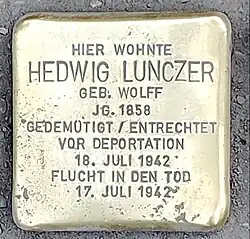 HIER WOHNTE
HEDWIG LUNCZER
GEB. WOLFF
JG. 1858
GEDEMÜTIGT / ENTRECHTET
VOR DEPORTATION
18. JULI 1942
FLUCHT IN DEN TOD
17. JULI 1942